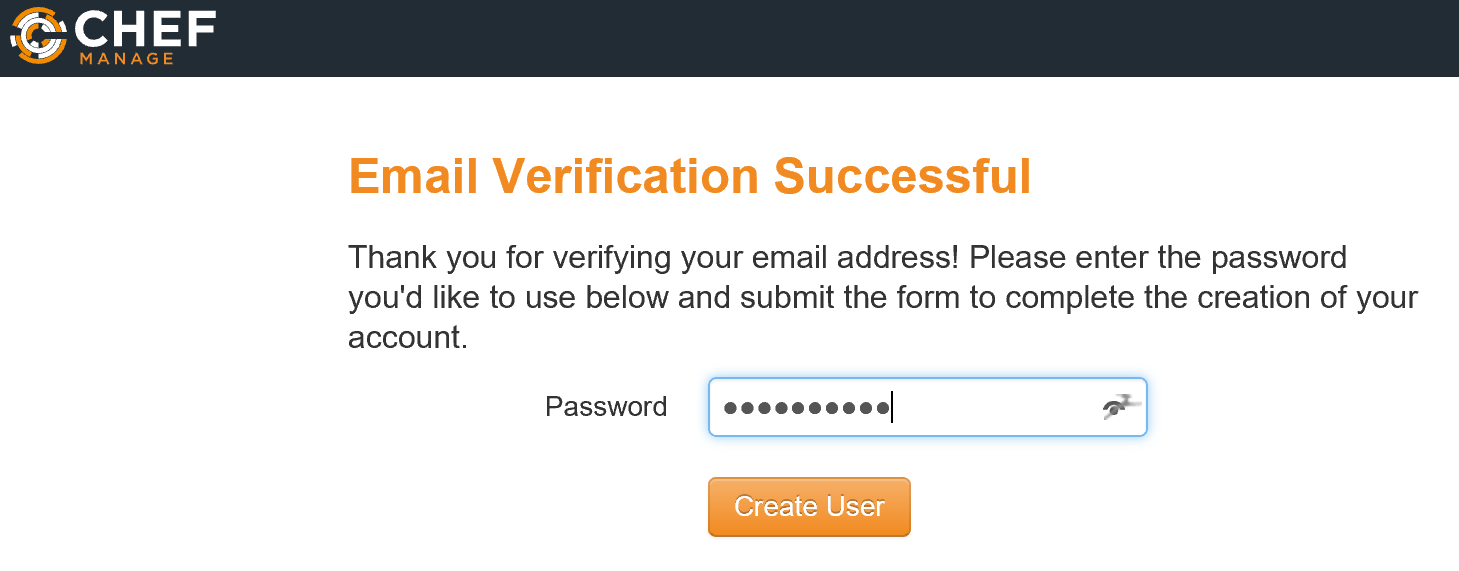 CHEF
MANAGE
Email Verification Successful
Thank you for verifying your email address! Please enter the password
you'd like to use below and submit the form to complete the creation of your
account.
Password ●●●●●●●●●●
Create User